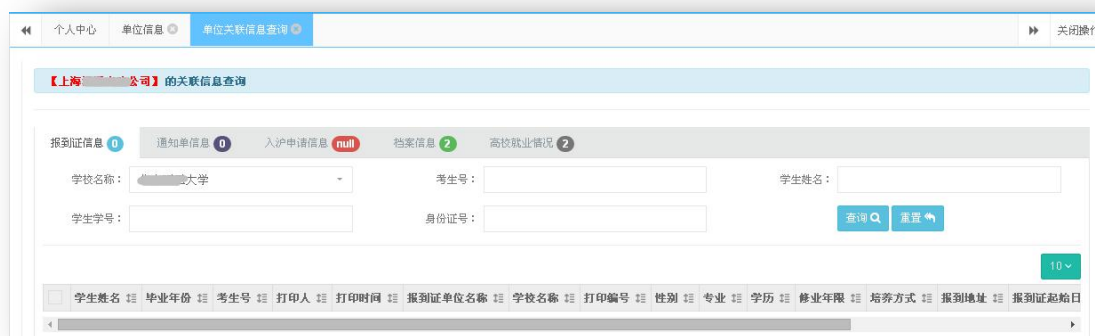 个人中心 单位信息 单位关联信息查询 关闭操作
【上海 公司】的关联信息查询
报到证信息 0 通知单信息 0 入沪申请信息 null 档案信息 2 高校就业情况 2
学校名称： 大学 考生号： 学生姓名：
学生学号： 身份证号： 查询 重置
10
学生姓名 毕业年份 考生号 打印人 打印时间 报到证单位名称 学校名称 打印编号 性别 专业 学历 修业年限 培养方式 报到地址 报到证起始日